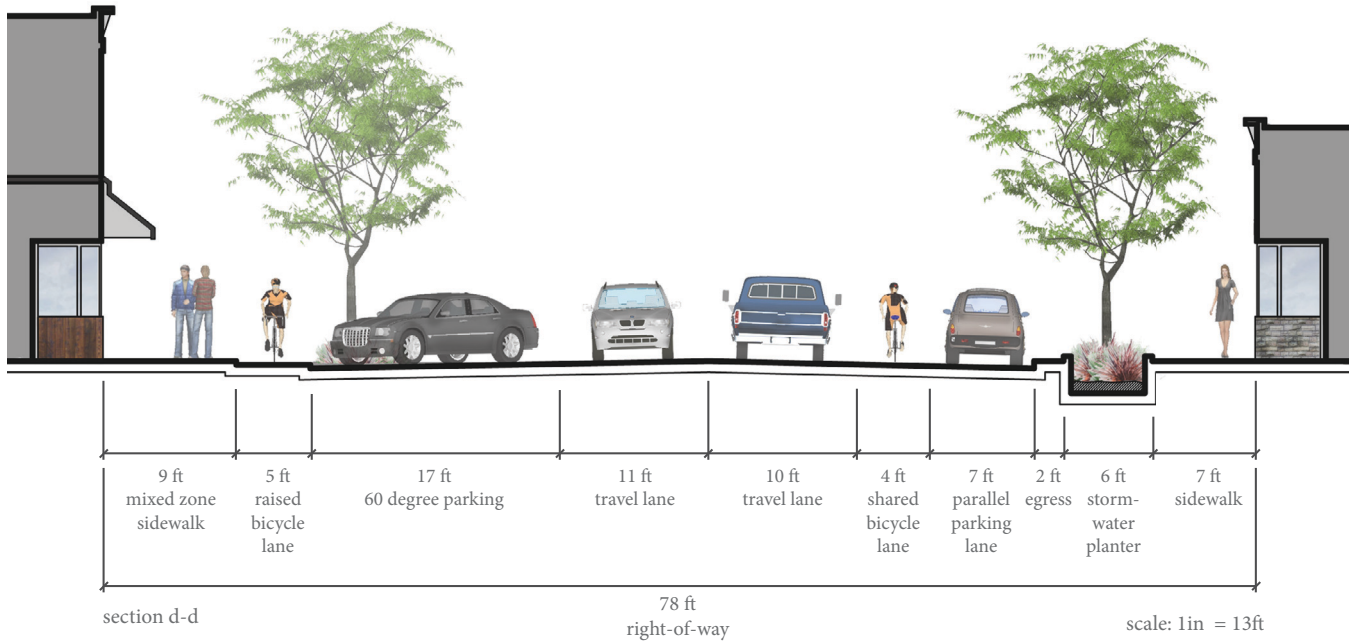 9 ft
mixed zone
sidewalk
5 ft
raised
bicycle
lane
17 ft
60 degree parking
11 ft
travel lane
10 ft
travel lane
4 ft
shared
bicycle
lane
7 ft
parallel
parking
lane
2 ft
egress
6 ft
storm-
water
planter
7 ft
sidewalk
section d-d
78 ft
right-of-way
scale: 1in = 13ft